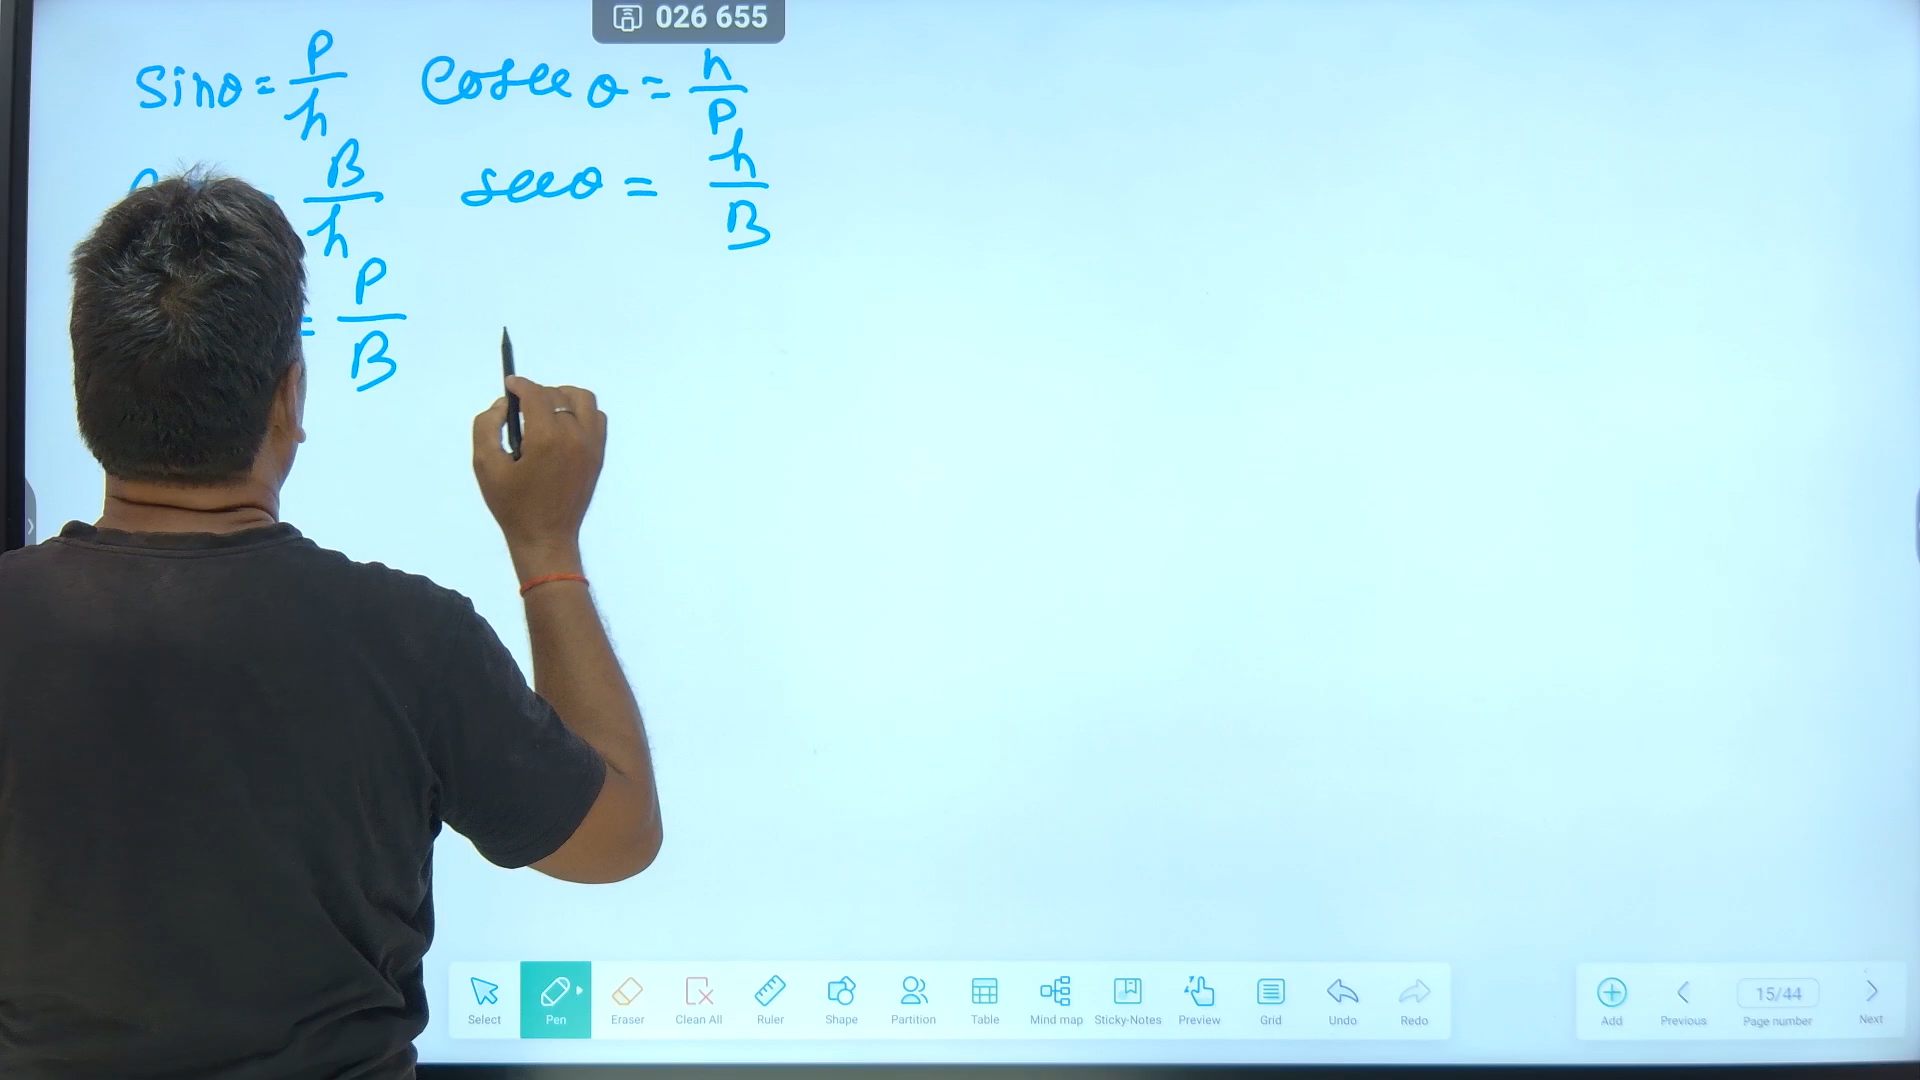 026 655
Sinθ = P/h Cosec θ = h/P
= B/h secθ = h/B
= P/B
Select Pen Eraser Clean All Ruler Shape Partition Table Mind map Sticky-Notes Preview Grid Undo Redo
Add Previous 15/44 Page number Next